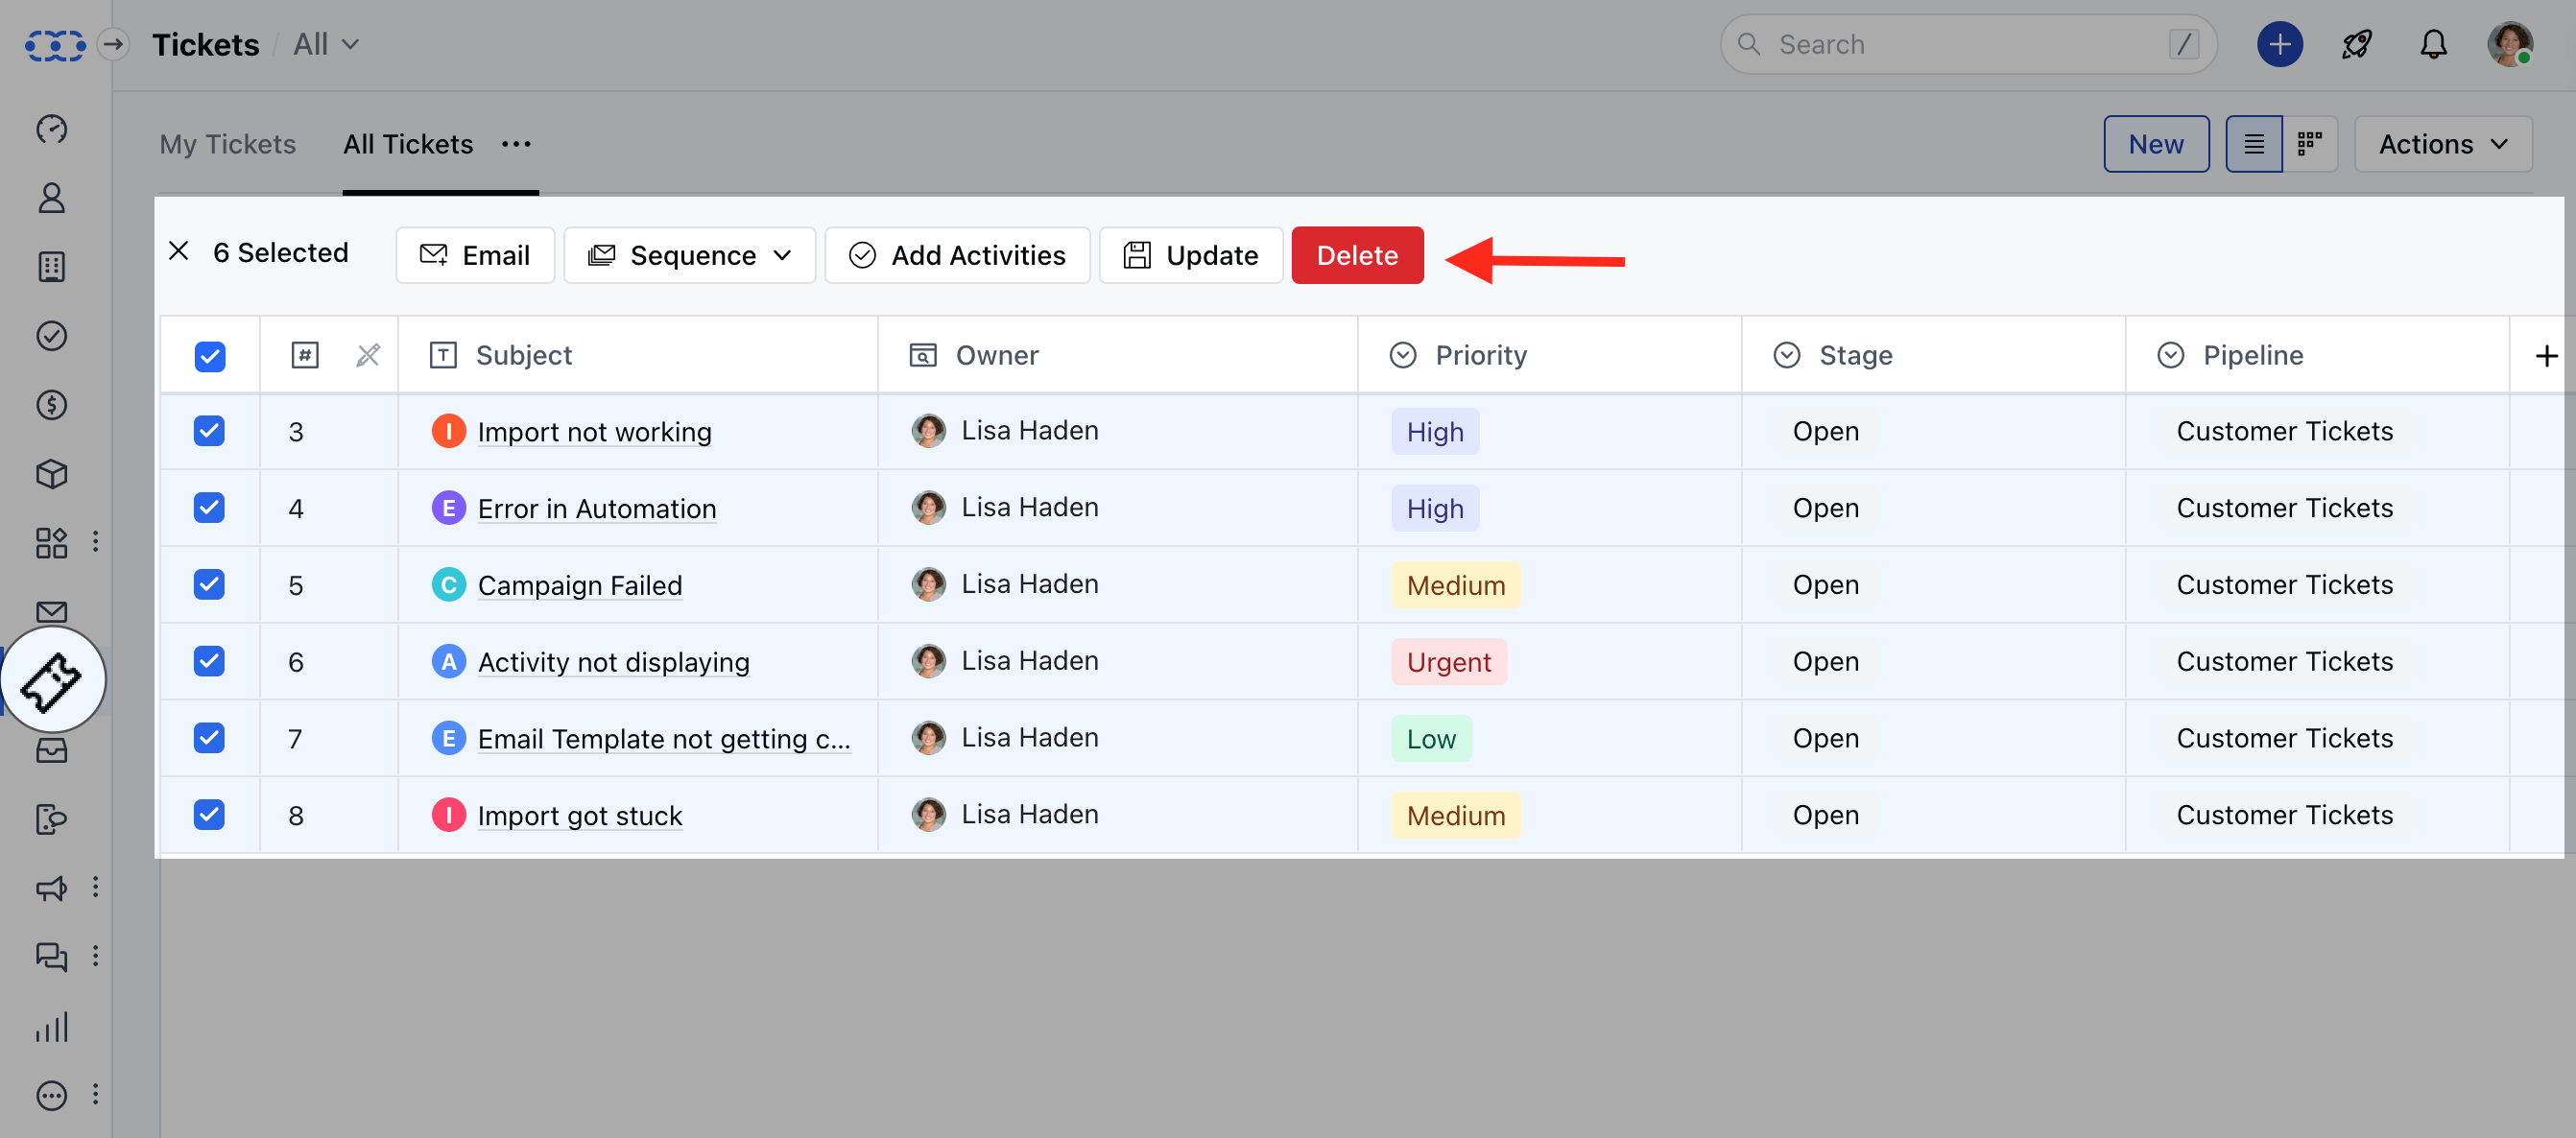 Tickets / All
Search /
My Tickets All Tickets ...
New Actions
6 Selected Email Sequence Add Activities Update Delete
# T Subject Owner Priority Stage Pipeline +
3 I Import not working Lisa Haden High Open Customer Tickets
4 E Error in Automation Lisa Haden High Open Customer Tickets
5 C Campaign Failed Lisa Haden Medium Open Customer Tickets
6 A Activity not displaying Lisa Haden Urgent Open Customer Tickets
7 E Email Template not getting c... Lisa Haden Low Open Customer Tickets
8 I Import got stuck Lisa Haden Medium Open Customer Tickets